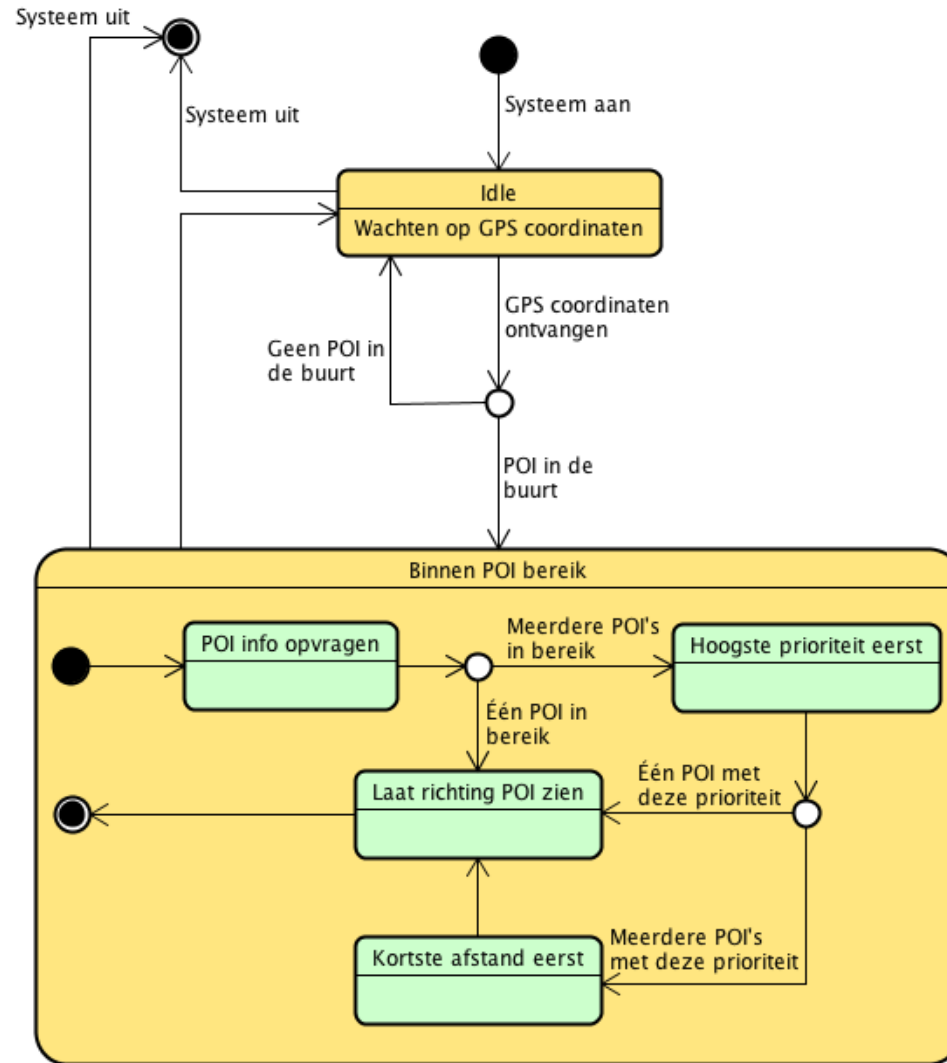 Systeem uit
Systeem uit
Systeem aan
Idle
Wachten op GPS coordinaten
GPS coordinaten
ontvangen
Geen POI in
de buurt
POI in de
buurt
Binnen POI bereik
POI info opvragen
Meerdere POI's
in bereik
Hoogste prioriteit eerst
Één POI in
bereik
Laat richting POI zien
Één POI met
deze prioriteit
Kortste afstand eerst
Meerdere POI's
met deze prioriteit